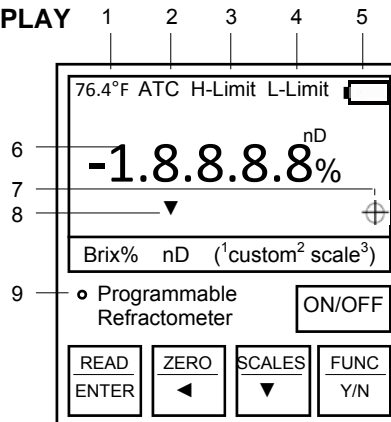 PLAY 1 2 3 4 5
76.4°F ATC H-Limit L-Limit
6 -1.8.8.8.8 nD %
7
8 ▼
Brix% nD (¹custom² scale³)
9 Programmable
Refractometer
ON/OFF
READ ZERO SCALES FUNC
ENTER ◄ ▼ Y/N